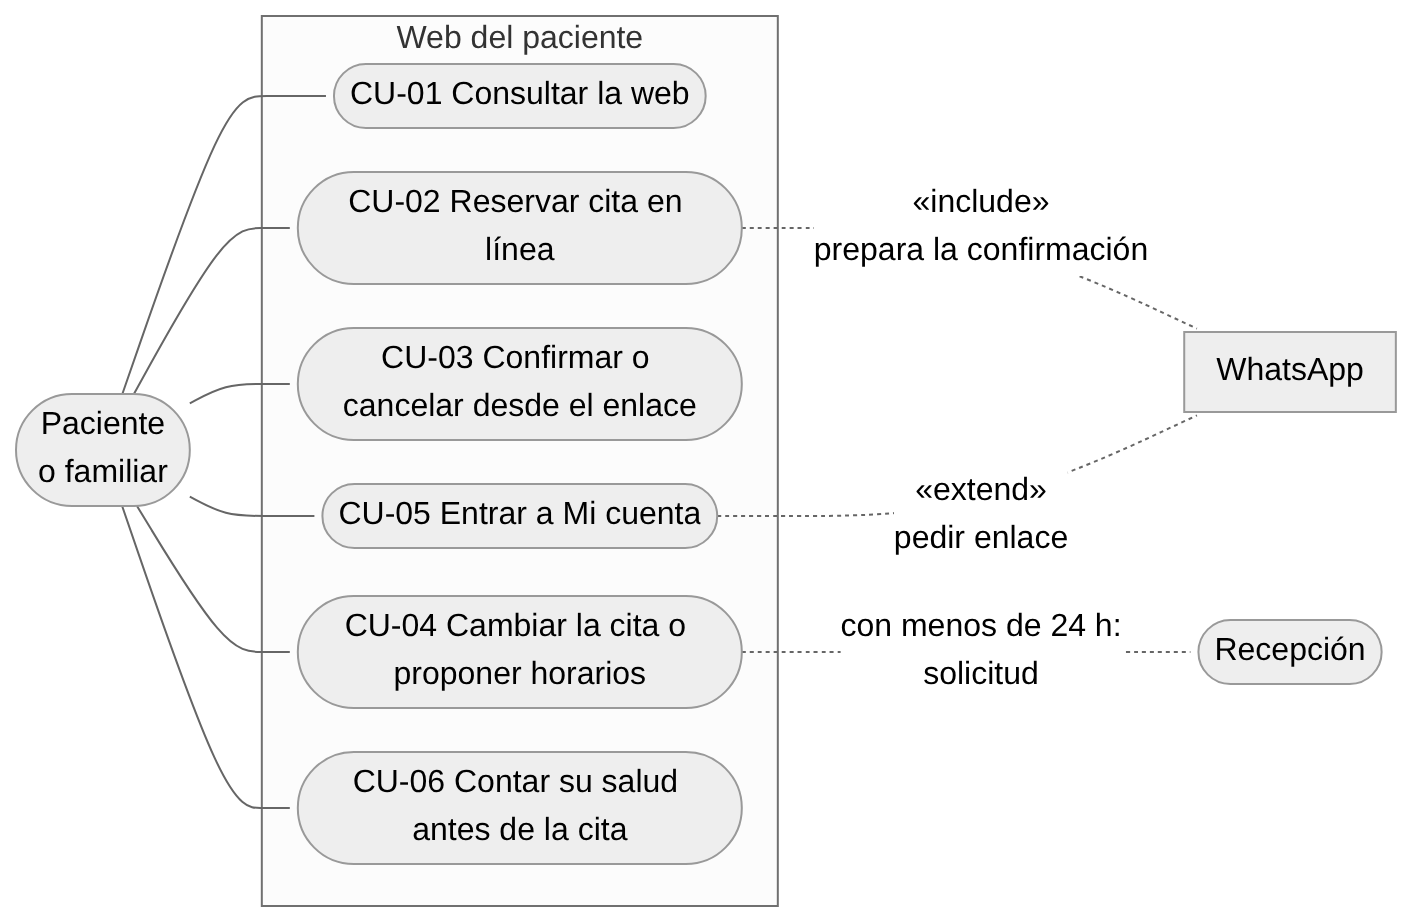 Web del paciente
CU-01 Consultar la web
CU-02 Reservar cita en
línea
«include»
prepara la confirmación
CU-03 Confirmar o
cancelar desde el enlace
WhatsApp
Paciente
o familiar
CU-05 Entrar a Mi cuenta
«extend»
pedir enlace
CU-04 Cambiar la cita o
proponer horarios
con menos de 24 h:
solicitud
Recepción
CU-06 Contar su salud
antes de la cita